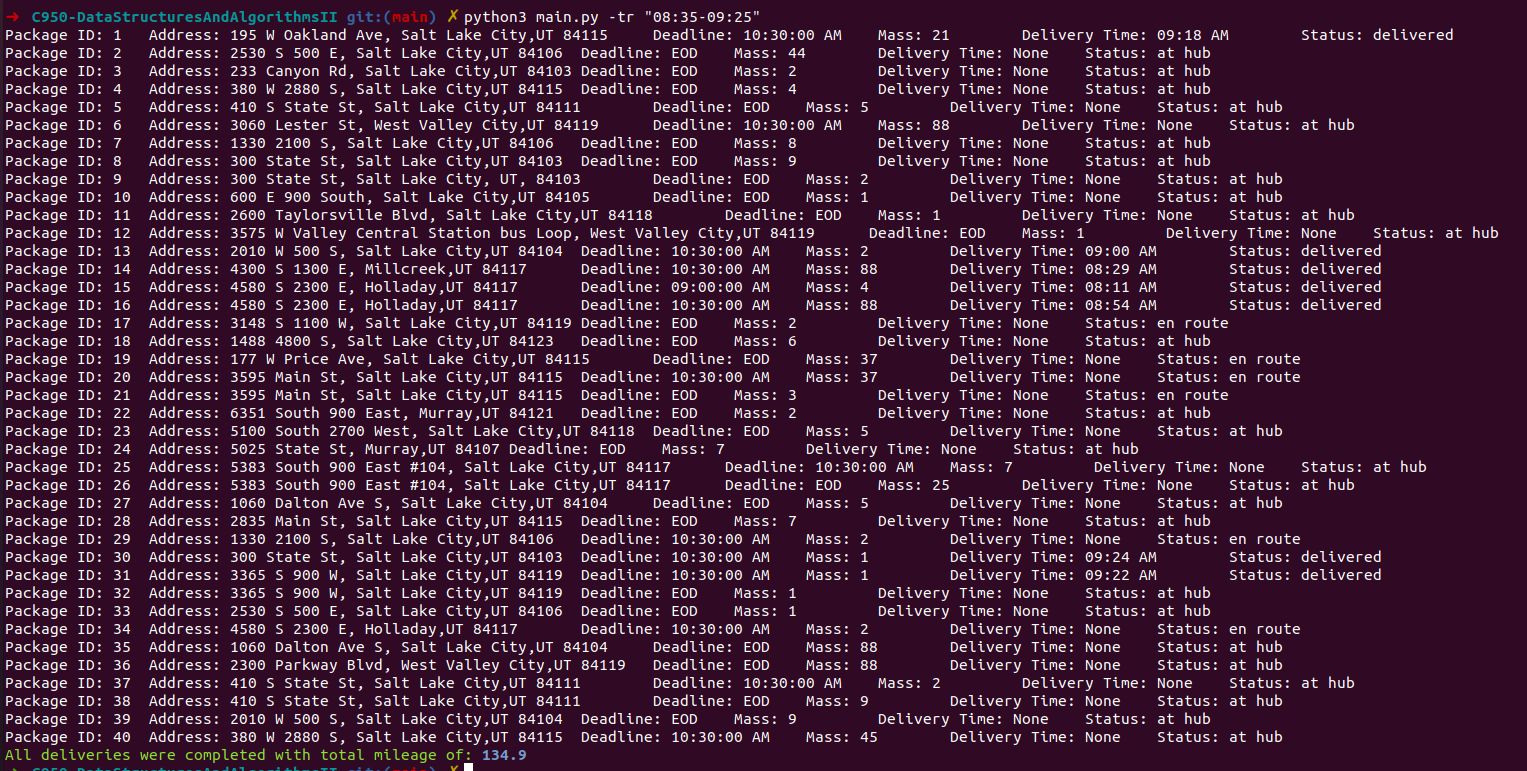 ➜  C950-DataStructuresAndAlgorithmsII git:(main) ✗ python3 main.py -tr "08:35-09:25"
Package ID: 1   Address: 195 W Oakland Ave, Salt Lake City,UT 84115     Deadline: 10:30:00 AM    Mass: 21        Delivery Time: 09:18 AM        Status: delivered
Package ID: 2   Address: 2530 S 500 E, Salt Lake City,UT 84106  Deadline: EOD    Mass: 44        Delivery Time: None    Status: at hub
Package ID: 3   Address: 233 Canyon Rd, Salt Lake City,UT 84103 Deadline: EOD    Mass: 2         Delivery Time: None    Status: at hub
Package ID: 4   Address: 380 W 2880 S, Salt Lake City,UT 84115  Deadline: EOD    Mass: 4         Delivery Time: None    Status: at hub
Package ID: 5   Address: 410 S State St, Salt Lake City,UT 84111        Deadline: EOD    Mass: 5         Delivery Time: None    Status: at hub
Package ID: 6   Address: 3060 Lester St, West Valley City,UT 84119      Deadline: 10:30:00 AM    Mass: 88        Delivery Time: None    Status: at hub
Package ID: 7   Address: 1330 2100 S, Salt Lake City,UT 84106   Deadline: EOD    Mass: 8         Delivery Time: None    Status: at hub
Package ID: 8   Address: 300 State St, Salt Lake City,UT 84103  Deadline: EOD    Mass: 9         Delivery Time: None    Status: at hub
Package ID: 9   Address: 300 State St, Salt Lake City, UT, 84103        Deadline: EOD    Mass: 2         Delivery Time: None    Status: at hub
Package ID: 10  Address: 600 E 900 South, Salt Lake City,UT 84105       Deadline: EOD    Mass: 1         Delivery Time: None    Status: at hub
Package ID: 11  Address: 2600 Taylorsville Blvd, Salt Lake City,UT 84118        Deadline: EOD    Mass: 1         Delivery Time: None    Status: at hub
Package ID: 12  Address: 3575 W Valley Central Station bus Loop, West Valley City,UT 84119      Deadline: EOD    Mass: 1         Delivery Time: None    Status: at hub
Package ID: 13  Address: 2010 W 500 S, Salt Lake City,UT 84104  Deadline: 10:30:00 AM    Mass: 2         Delivery Time: 09:00 AM        Status: delivered
Package ID: 14  Address: 4300 S 1300 E, Millcreek,UT 84117      Deadline: 10:30:00 AM    Mass: 88        Delivery Time: 08:29 AM        Status: delivered
Package ID: 15  Address: 4580 S 2300 E, Holladay,UT 84117       Deadline: 09:00:00 AM    Mass: 4         Delivery Time: 08:11 AM        Status: delivered
Package ID: 16  Address: 4580 S 2300 E, Holladay,UT 84117       Deadline: 10:30:00 AM    Mass: 88        Delivery Time: 08:54 AM        Status: delivered
Package ID: 17  Address: 3148 S 1100 W, Salt Lake City,UT 84119 Deadline: EOD    Mass: 2         Delivery Time: None    Status: en route
Package ID: 18  Address: 1488 4800 S, Salt Lake City,UT 84123   Deadline: EOD    Mass: 6         Delivery Time: None    Status: at hub
Package ID: 19  Address: 177 W Price Ave, Salt Lake City,UT 84115       Deadline: EOD    Mass: 37        Delivery Time: None    Status: en route
Package ID: 20  Address: 3595 Main St, Salt Lake City,UT 84115  Deadline: 10:30:00 AM    Mass: 37        Delivery Time: None    Status: en route
Package ID: 21  Address: 3595 Main St, Salt Lake City,UT 84115  Deadline: EOD    Mass: 3         Delivery Time: None    Status: en route
Package ID: 22  Address: 6351 South 900 East, Murray,UT 84121   Deadline: EOD    Mass: 2         Delivery Time: None    Status: at hub
Package ID: 23  Address: 5100 South 2700 West, Salt Lake City,UT 84118  Deadline: EOD    Mass: 5         Delivery Time: None    Status: at hub
Package ID: 24  Address: 5025 State St, Murray,UT 84107 Deadline: EOD    Mass: 7         Delivery Time: None    Status: at hub
Package ID: 25  Address: 5383 South 900 East #104, Salt Lake City,UT 84117      Deadline: 10:30:00 AM    Mass: 7         Delivery Time: None    Status: at hub
Package ID: 26  Address: 5383 South 900 East #104, Salt Lake City,UT 84117      Deadline: EOD    Mass: 25        Delivery Time: None    Status: at hub
Package ID: 27  Address: 1060 Dalton Ave S, Salt Lake City,UT 84104     Deadline: EOD    Mass: 5         Delivery Time: None    Status: at hub
Package ID: 28  Address: 2835 Main St, Salt Lake City,UT 84115  Deadline: EOD    Mass: 7         Delivery Time: None    Status: at hub
Package ID: 29  Address: 1330 2100 S, Salt Lake City,UT 84106   Deadline: 10:30:00 AM    Mass: 2         Delivery Time: None    Status: en route
Package ID: 30  Address: 300 State St, Salt Lake City,UT 84103  Deadline: 10:30:00 AM    Mass: 1         Delivery Time: 09:24 AM        Status: delivered
Package ID: 31  Address: 3365 S 900 W, Salt Lake City,UT 84119  Deadline: 10:30:00 AM    Mass: 1         Delivery Time: 09:22 AM        Status: delivered
Package ID: 32  Address: 3365 S 900 W, Salt Lake City,UT 84119  Deadline: EOD    Mass: 1         Delivery Time: None    Status: at hub
Package ID: 33  Address: 2530 S 500 E, Salt Lake City,UT 84106  Deadline: EOD    Mass: 1         Delivery Time: None    Status: at hub
Package ID: 34  Address: 4580 S 2300 E, Holladay,UT 84117       Deadline: 10:30:00 AM    Mass: 2         Delivery Time: None    Status: en route
Package ID: 35  Address: 1060 Dalton Ave S, Salt Lake City,UT 84104     Deadline: EOD    Mass: 88        Delivery Time: None    Status: at hub
Package ID: 36  Address: 2300 Parkway Blvd, West Valley City,UT 84119   Deadline: EOD    Mass: 88        Delivery Time: None    Status: at hub
Package ID: 37  Address: 410 S State St, Salt Lake City,UT 84111        Deadline: 10:30:00 AM    Mass: 2         Delivery Time: None    Status: at hub
Package ID: 38  Address: 410 S State St, Salt Lake City,UT 84111        Deadline: EOD    Mass: 9         Delivery Time: None    Status: at hub
Package ID: 39  Address: 2010 W 500 S, Salt Lake City,UT 84104  Deadline: EOD    Mass: 9         Delivery Time: None    Status: at hub
Package ID: 40  Address: 380 W 2880 S, Salt Lake City,UT 84115  Deadline: 10:30:00 AM    Mass: 45        Delivery Time: None    Status: at hub
All deliveries were completed with total mileage of: 134.9
➜  C950-DataStructuresAndAlgorithmsII git:(main) ✗